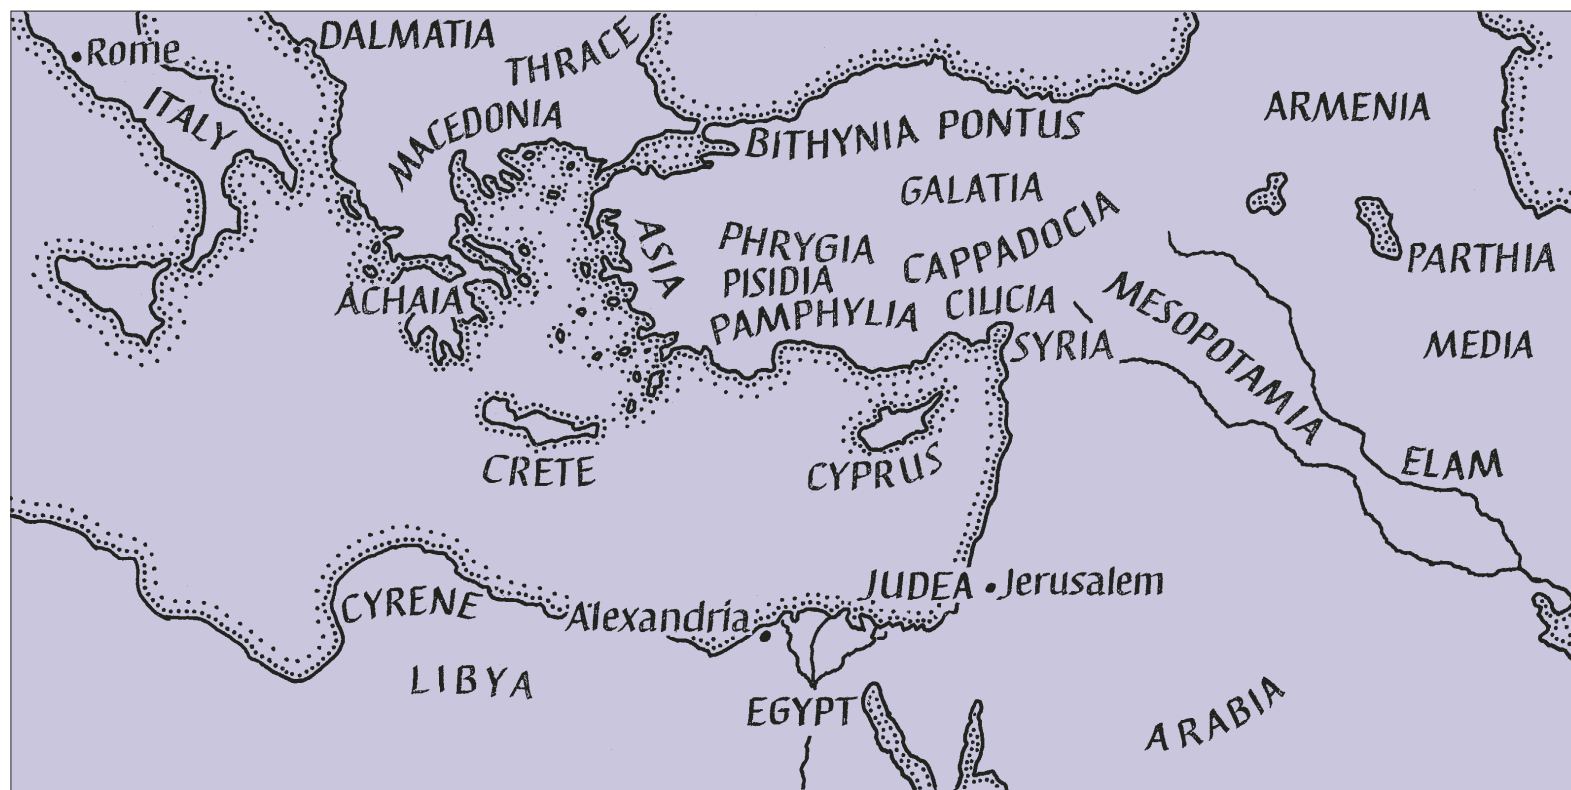 Rome
DALMATIA
THRACE
ITALY
MACEDONIA
BITHYNIA
PONTUS
ARMENIA
GALATIA
ASIA
PHRYGIA
CAPPADOCIA
PARTHIA
PISIDIA
ACHAIA
PAMPHYLIA
CILICIA
MESOPOTAMIA
SYRIA
MEDIA
CRETE
CYPRUS
ELAM
CYRENE
JUDEA
Jerusalem
Alexandria
LIBYA
EGYPT
ARABIA